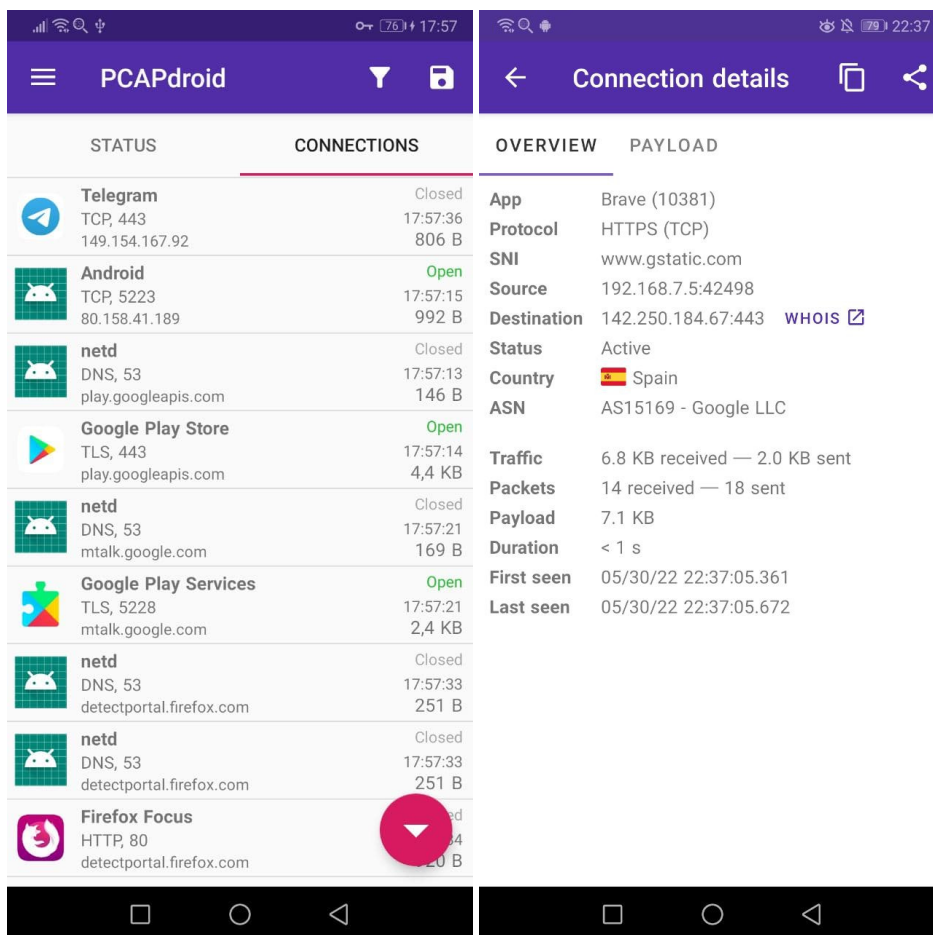 76 17:57
PCAPdroid
STATUS CONNECTIONS
Telegram Closed
TCP, 443 17:57:36
149.154.167.92 806 B
Android Open
TCP, 5223 17:57:15
80.158.41.189 992 B
netd Closed
DNS, 53 17:57:13
play.googleapis.com 146 B
Google Play Store Open
TLS, 443 17:57:14
play.googleapis.com 4,4 KB
netd Closed
DNS, 53 17:57:21
mtalk.google.com 169 B
Google Play Services Open
TLS, 5228 17:57:21
mtalk.google.com 2,4 KB
netd Closed
DNS, 53 17:57:33
detectportal.firefox.com 251 B
netd Closed
DNS, 53 17:57:33
detectportal.firefox.com 251 B
Firefox Focus
HTTP, 80
detectportal.firefox.com B
79 22:37
Connection details
OVERVIEW PAYLOAD
App Brave (10381)
Protocol HTTPS (TCP)
SNI www.gstatic.com
Source 192.168.7.5:42498
Destination 142.250.184.67:443 WHOIS
Status Active
Country Spain
ASN AS15169 - Google LLC
Traffic 6.8 KB received — 2.0 KB sent
Packets 14 received — 18 sent
Payload 7.1 KB
Duration < 1 s
First seen 05/30/22 22:37:05.361
Last seen 05/30/22 22:37:05.672